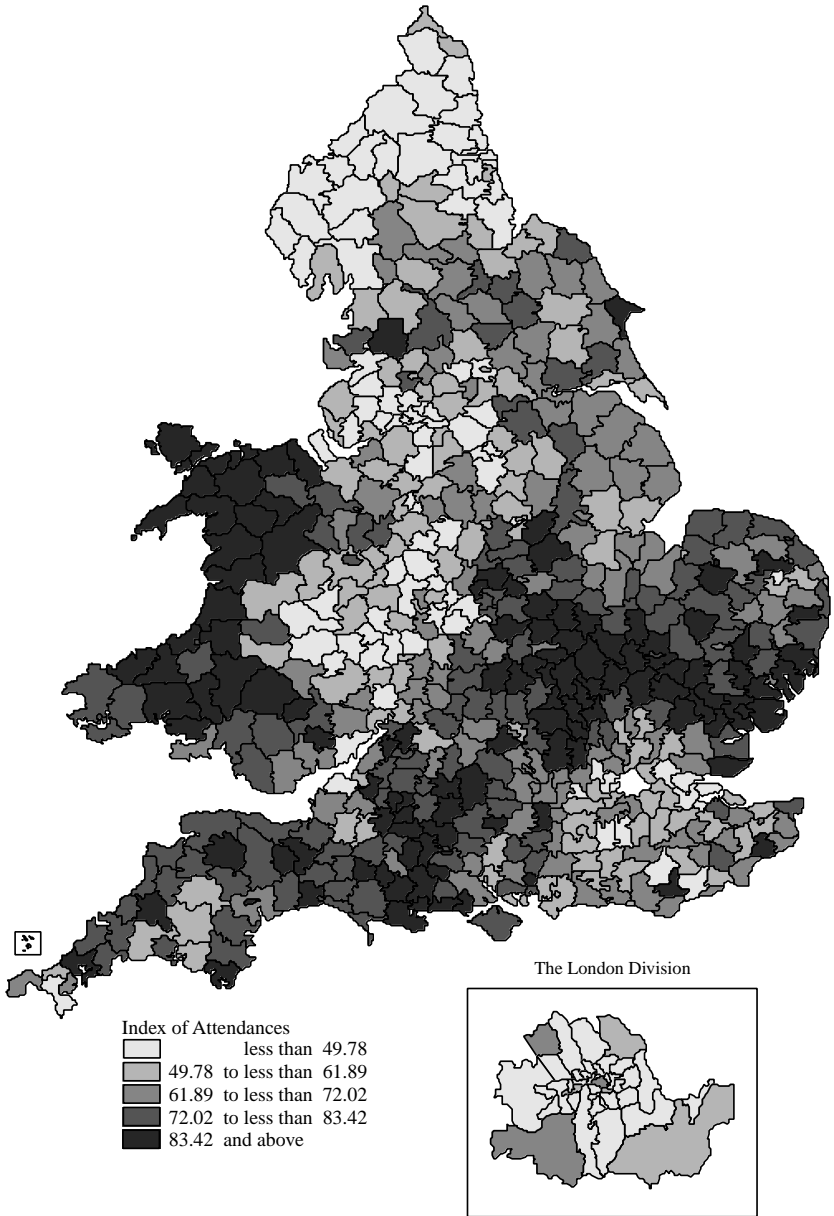 The London Division
Index of Attendances
less than 49.78
49.78 to less than 61.89
61.89 to less than 72.02
72.02 to less than 83.42
83.42 and above